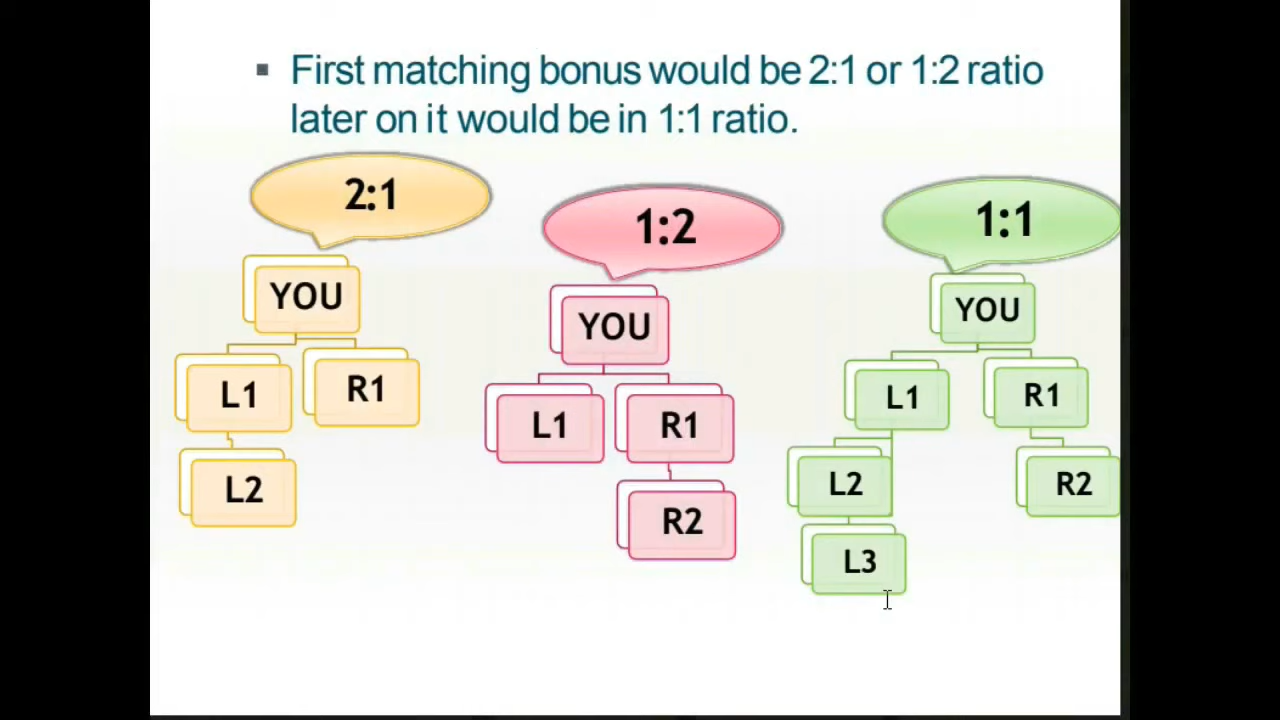 ▪ First matching bonus would be 2:1 or 1:2 ratio
later on it would be in 1:1 ratio.
2:1
YOU
L1
R1
L2
1:2
YOU
L1
R1
R2
1:1
YOU
L1
R1
L2
R2
L3